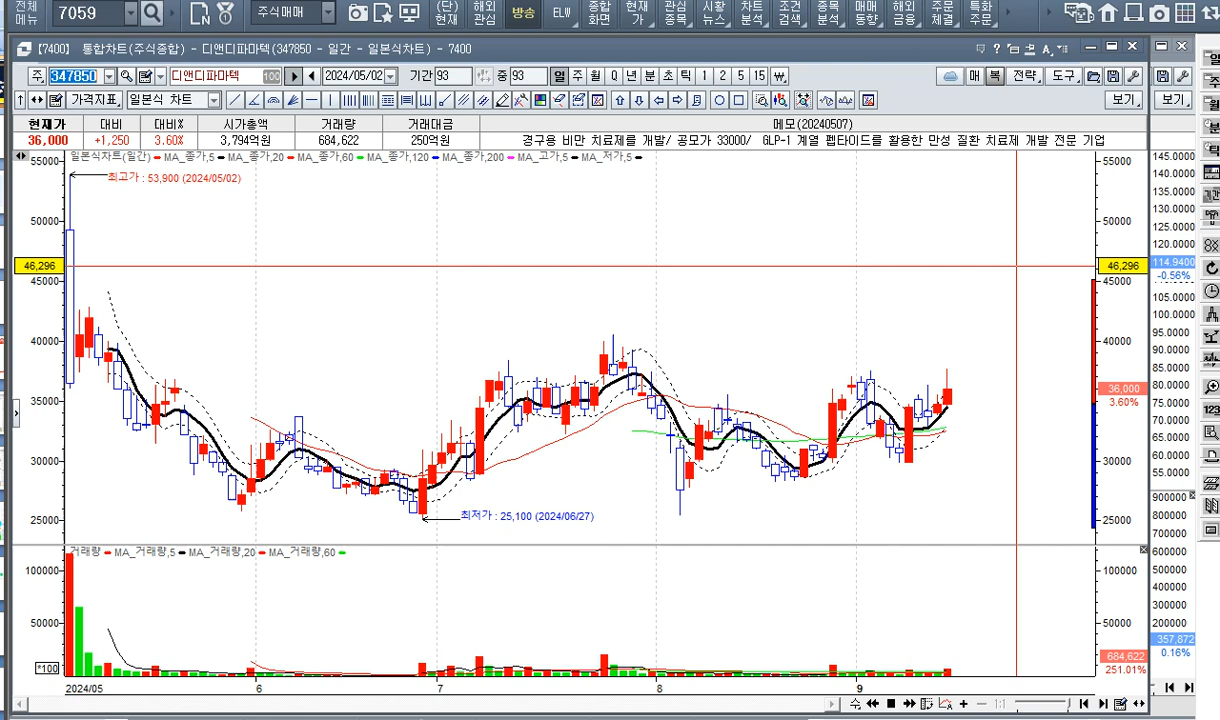 전체 메뉴 7059 주식매매 (단) 현재 해외 관심 방송 ELW 종합 화면 현재 가 관심 종목 시황 뉴스 차트 분석 조건 검색 종목 분석 매매 동향 해외 금융 주문 체결 특화 주문
[7400] 통합차트(주식종합) - 디앤디파마텍(347850 - 일간 - 일본식차트) - 7400
주 347850 디앤디파마텍 100 2024/05/02 기간 93 중 93 일 주 월 Q 년 분 초 틱 1 2 5 15 매 복 전략 도구
가격지표 일본식 차트 보기 보기
현재가 대비 대비% 시가총액 거래량 거래대금 메모(20240507)
36,000 +1,250 3.60% 3,794억원 684,622 250억원 경구용 비만 치료제를 개발/ 공모가 33000/ GLP-1 계열 펩타이드를 활용한 만성 질환 치료제 개발 전문 기업
일본식차트(일간) MA_종가,5 MA_종가,20 MA_종가,60 MA_종가,120 MA_종가,200 MA_고가,5 MA_저가,5
최고가 : 53,900 (2024/05/02)
55000 55000 145.0000
140.0000
135.0000
130.0000
50000 50000 125.0000
120.0000
46,296 46,296 114.9400
-0.56%
45000 45000
105.0000
100.0000
95.0000
40000 40000 90.0000
85.0000
36,000 80.0000
3.60%
35000 75.0000
70.0000
65.0000
30000 30000 60.0000
55.0000
최저가 : 25,100 (2024/06/27)
25000 25000
900000
800000
700000
거래량 MA_거래량,5 MA_거래량,20 MA_거래량,60
600000
500000
100000 100000
400000
300000
50000 50000 200000
357,872
0.16%
684,622
251.01%
*100
2024/05 6 7 8 9
수 1:1